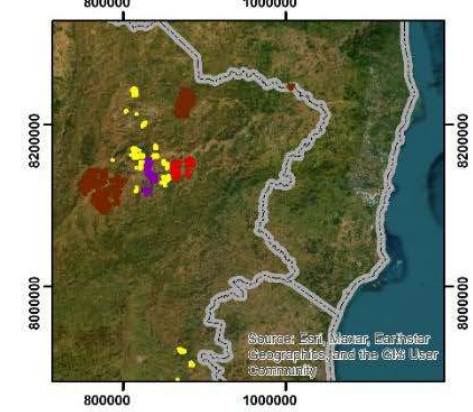 800000 1000000
8200000 8200000
8000000 8000000
Source: Esri, Maxar, Earthstar
Geographics, and the GIS User
Community
800000 1000000